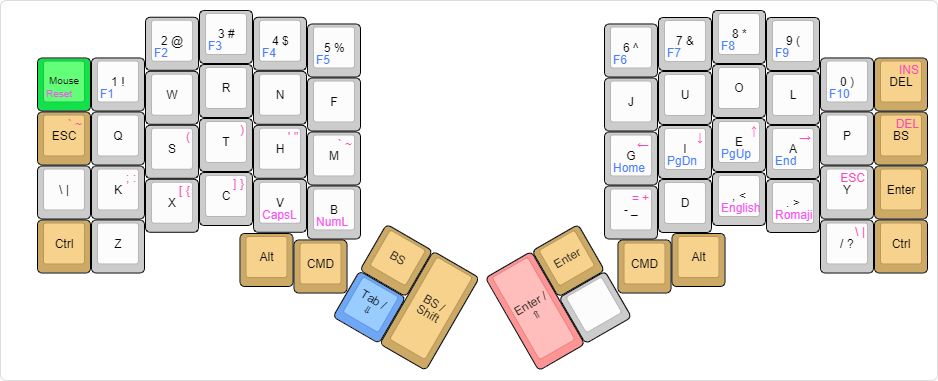 Mouse
Reset
1 !
F1
2 @
F2
3 #
F3
4 $
F4
5 %
F5
6 ^
F6
7 &
F7
8 *
F8
9 (
F9
0 )
F10
INS
DEL
` ~
ESC
Q
W
R
N
F
J
U
O
L
P
DEL
BS
\ |
; :
K
(
S
)
T
' "
H
` ~
M
←
G
Home
↓
I
PgDn
↑
E
PgUp
→
A
End
ESC
Y
Enter
Ctrl
Z
[ {
X
] }
C
V
CapsL
B
NumL
= +
- _
D
, <
English
. >
Romaji
\ |
/ ?
Ctrl
Alt
CMD
BS
Tab /
⇓
BS /
Shift
Enter
Enter /
⇑
CMD
Alt